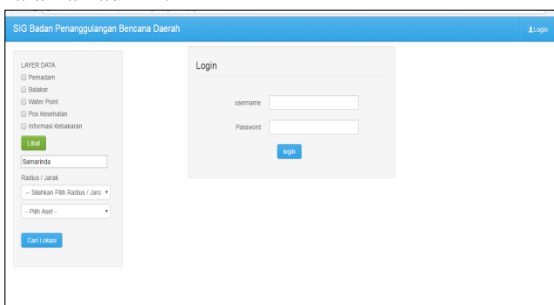 SIG Badan Penanggulangan Bencana Daerah
Login
LAYER DATA
Pemadam
Balakar
Water Point
Pos Kesehatan
Informasi Kebakaran
Lihat
Samarinda
Radius / Jarak
-- Silahkan Pilih Radius / Jara
- Pilih Aset -
Cari Lokasi
Login
username
Password
login